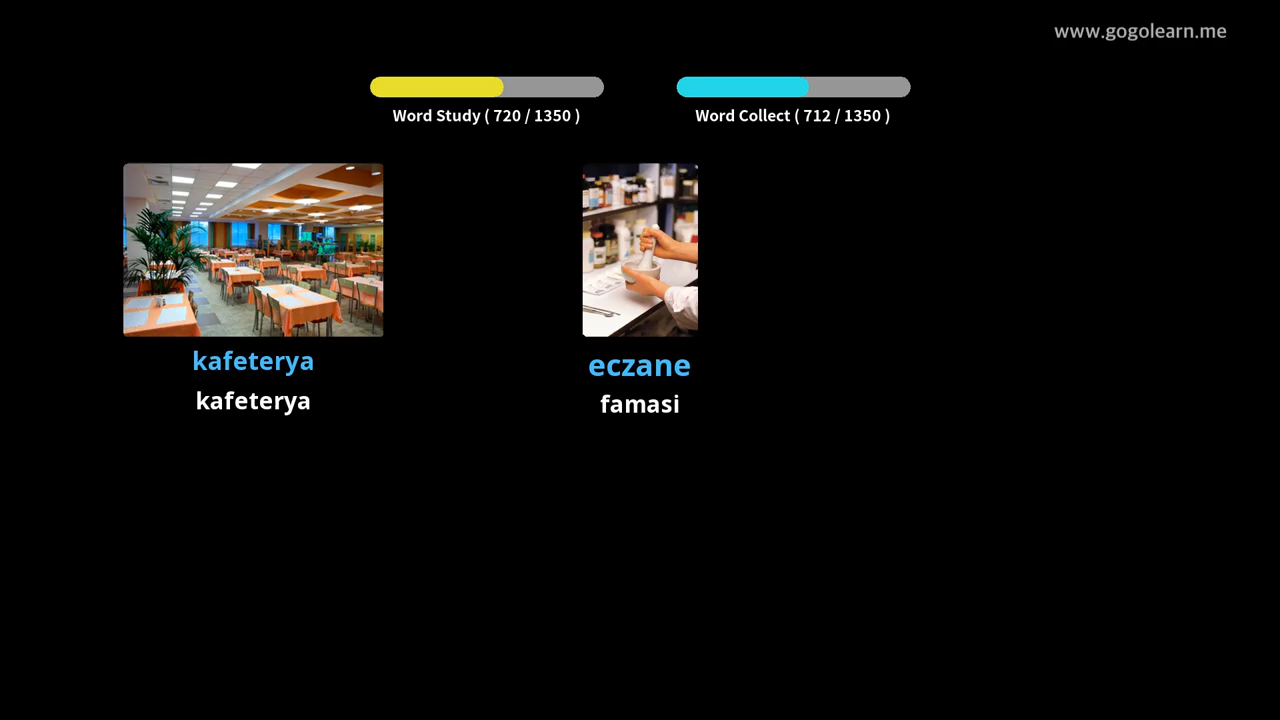 www.gogolearn.me
Word Study ( 720 / 1350 )
Word Collect ( 712 / 1350 )
kafeterya
kafeterya
eczane
famasi